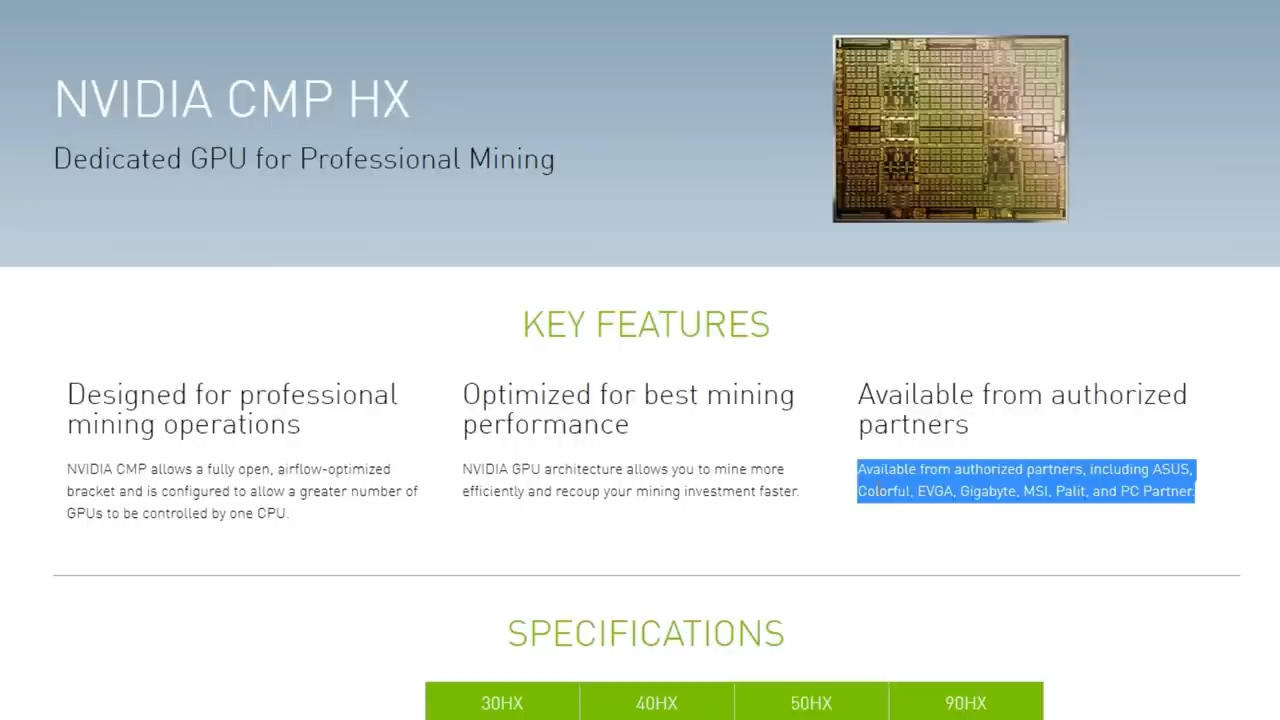 NVIDIA CMP HX
Dedicated GPU for Professional Mining
KEY FEATURES
Designed for professional
mining operations
NVIDIA CMP allows a fully open, airflow-optimized
bracket and is configured to allow a greater number of
GPUs to be controlled by one CPU.
Optimized for best mining
performance
NVIDIA GPU architecture allows you to mine more
efficiently and recoup your mining investment faster.
Available from authorized
partners
Available from authorized partners, including ASUS,
Colorful, EVGA, Gigabyte, MSI, Palit, and PC Partner.
SPECIFICATIONS
30HX 40HX 50HX 90HX